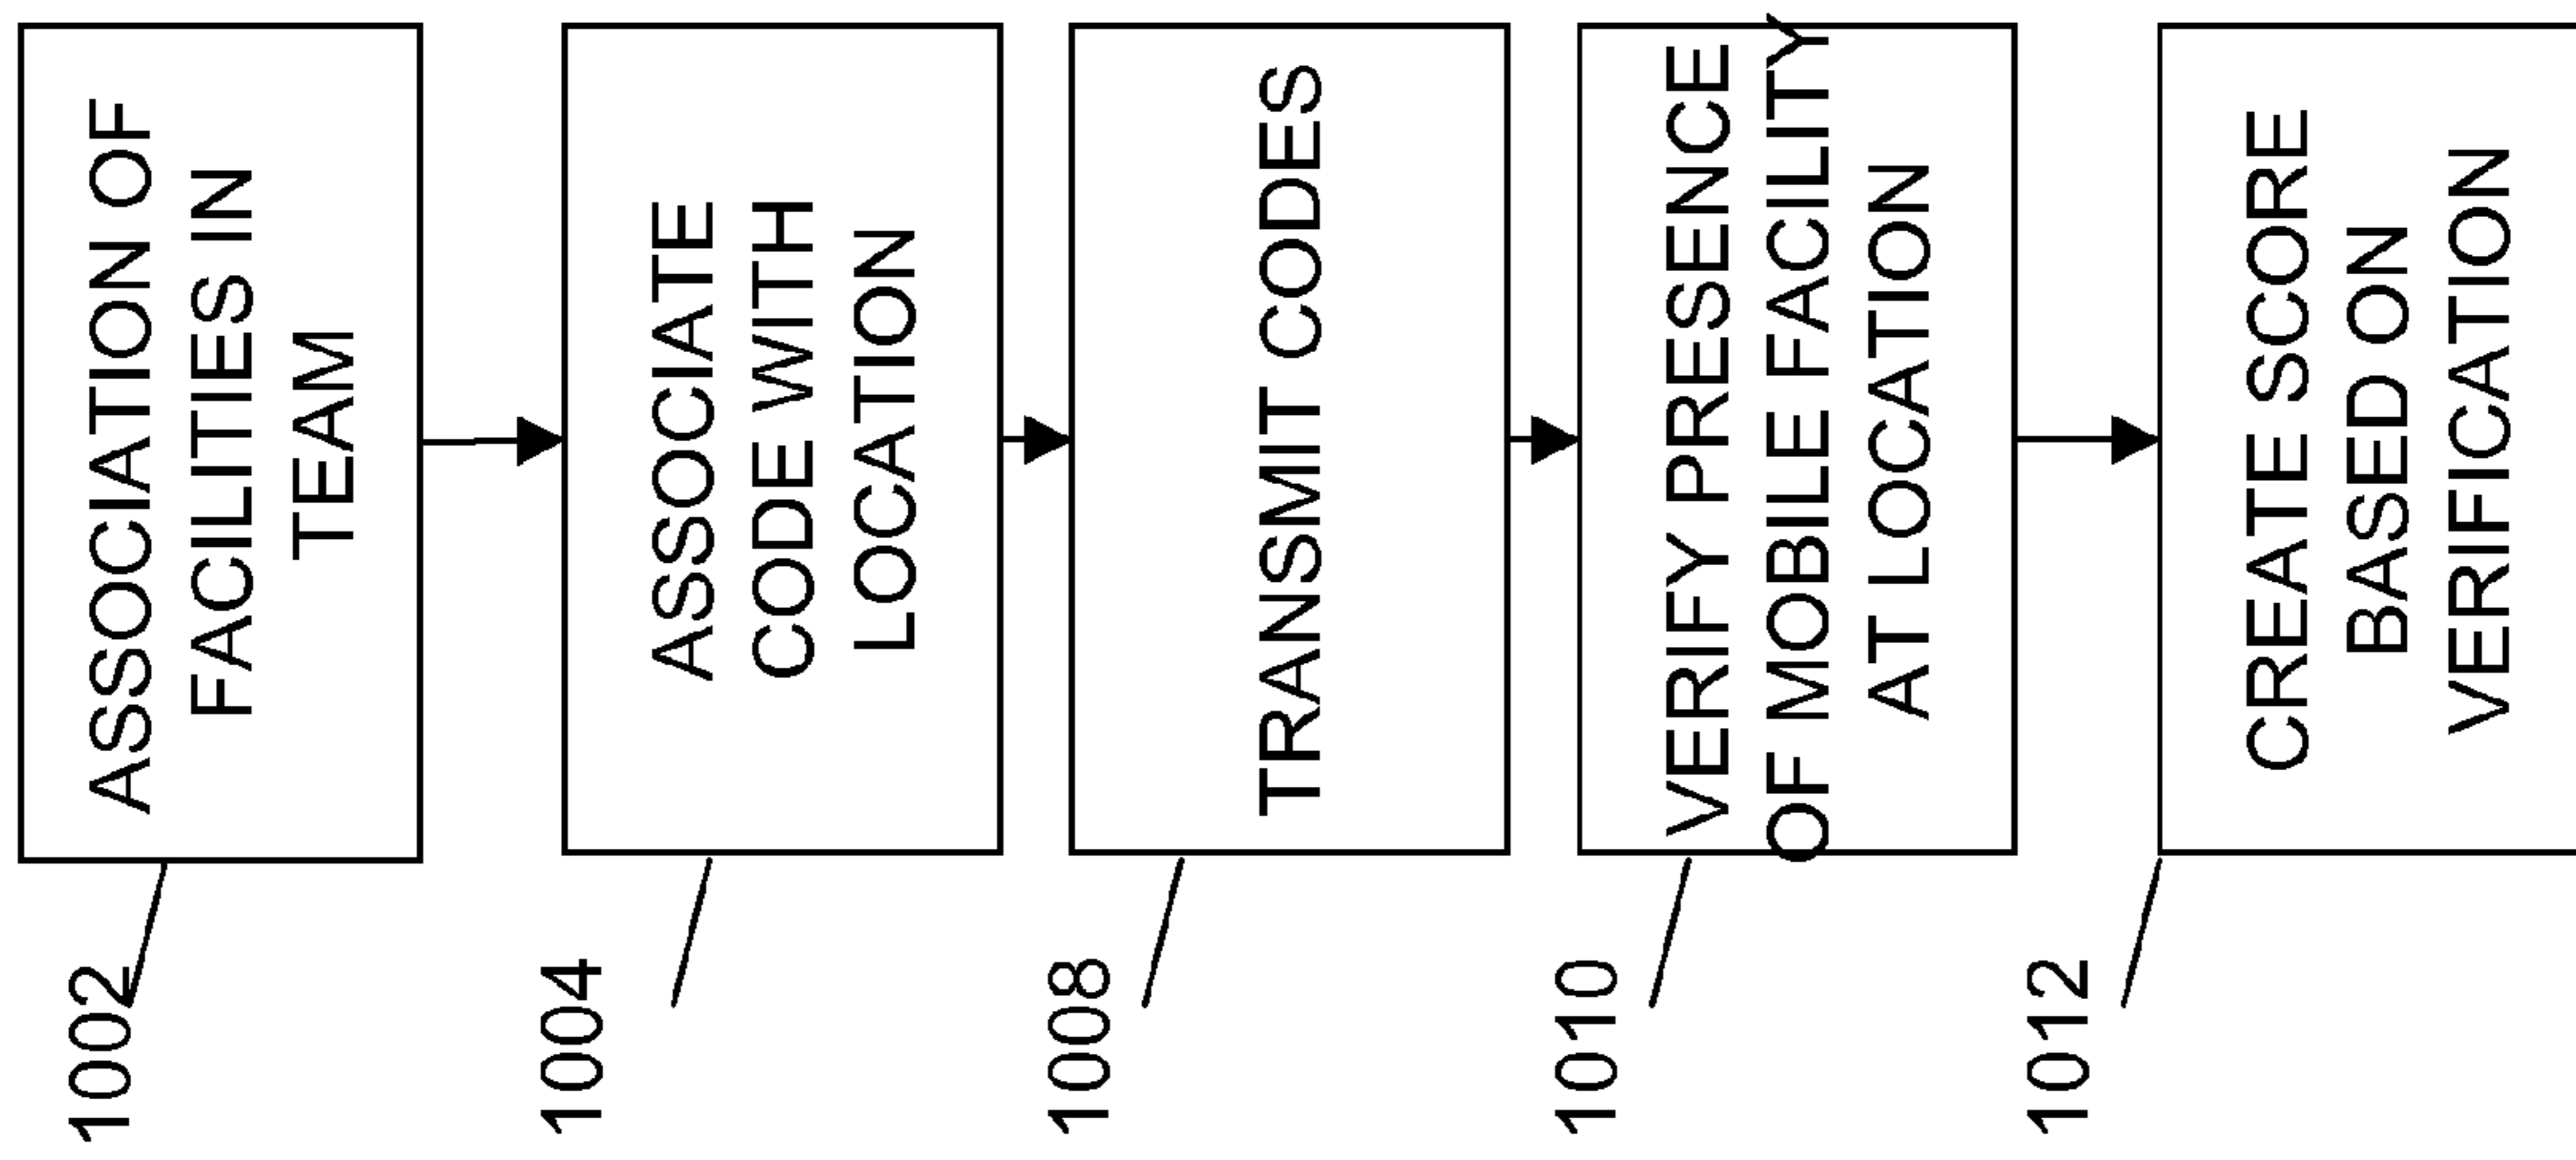 1002
ASSOCIATION OF
FACILITIES IN
TEAM
1004
ASSOCIATE
CODE WITH
LOCATION
1008
TRANSMIT CODES
1010
VERIFY PRESENCE
OF MOBILE FACILITY
AT LOCATION
1012
CREATE SCORE
BASED ON
VERIFICATION